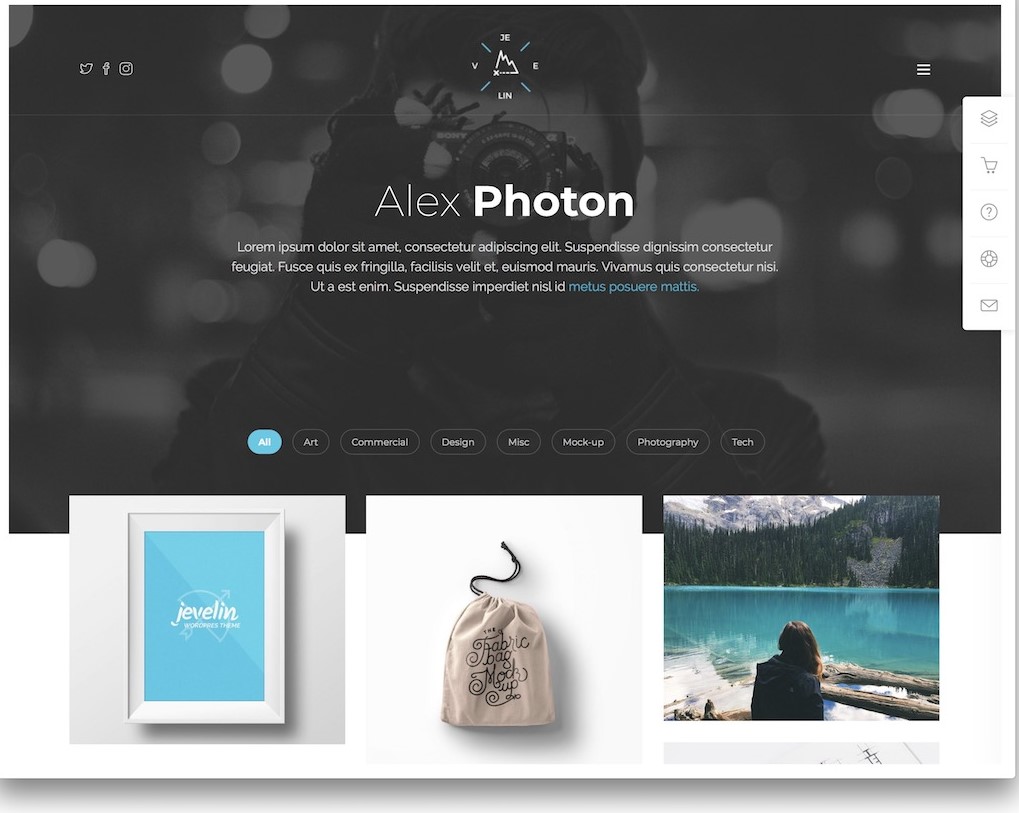 JE
V E
LIN
SONY
Alex Photon
Lorem ipsum dolor sit amet, consectetur adipiscing elit. Suspendisse dignissim consectetur
feugiat. Fusce quis ex fringilla, facilisis velit et, euismod mauris. Vivamus quis consectetur nisi.
Ut a est enim. Suspendisse imperdiet nisl id metus posuere mattis.
All Art Commercial Design Misc Mock-up Photography Tech
jevelin
WORDPRES THEME
THE
Fabric
bag
Mock
up